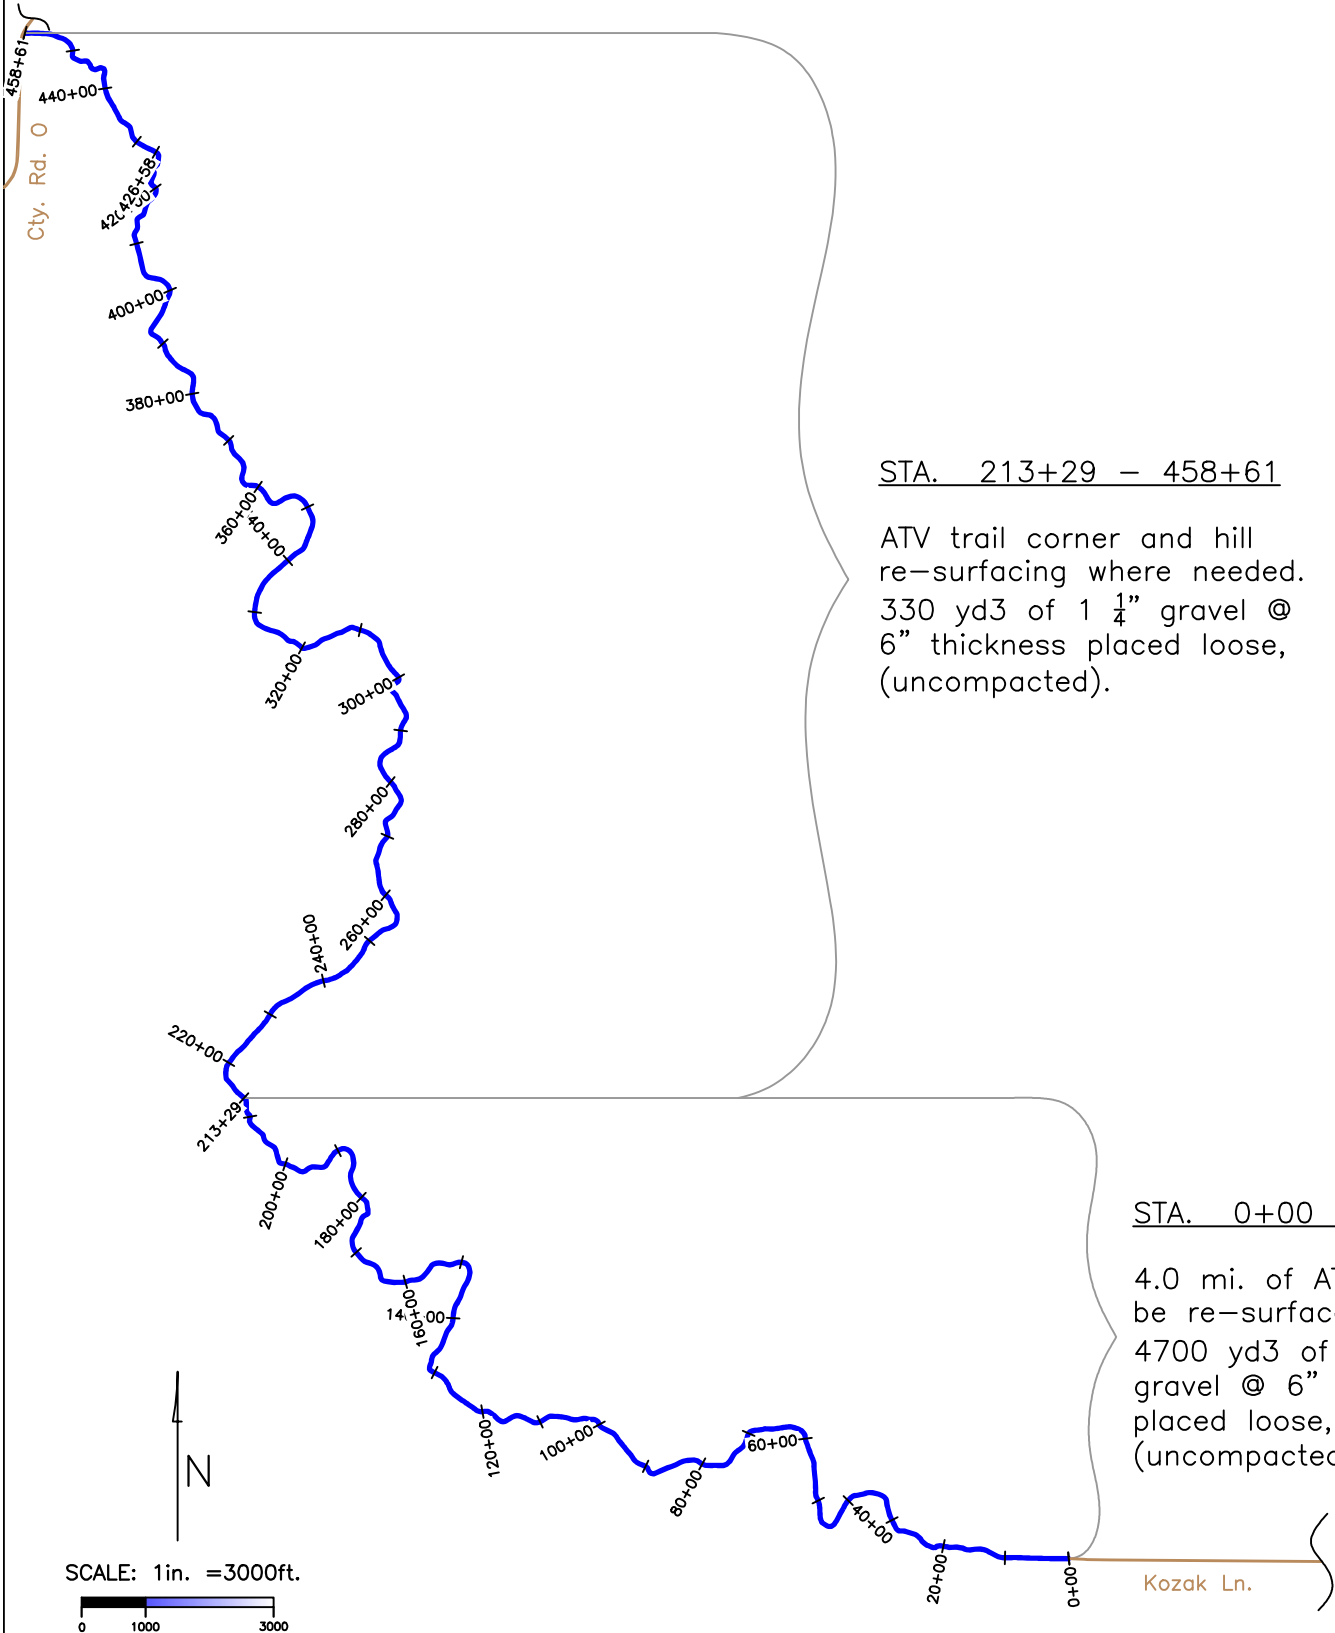 458+61
440+00
Cty. Rd. O
426+58
400+00
380+00
360+00
320+00
300+00
280+00
260+00
240+00
220+00
213+29
200+00
180+00
160+00
120+00
100+00
80+00
60+00
40+00
20+00
0+00
Kozak Ln.
STA. 213+29 – 458+61
ATV trail corner and hill
re–surfacing where needed.
330 yd3 of 1 1/4” gravel @
6” thickness placed loose,
(uncompacted).
STA. 0+00
4.0 mi. of
be
4700 yd3 of
gravel @ 6”
placed loose,
N
SCALE: 1in. =3000ft.
0 1000 3000